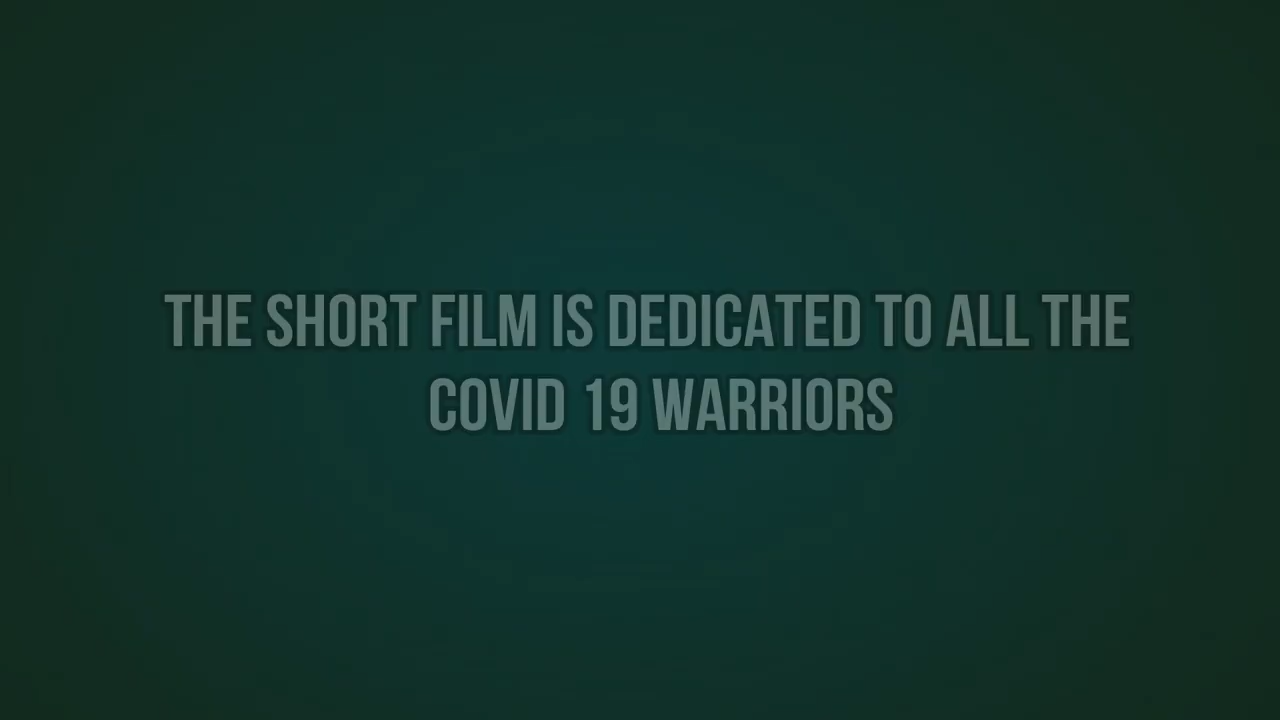 THE SHORT FILM IS DEDICATED TO ALL THE
COVID 19 WARRIORS